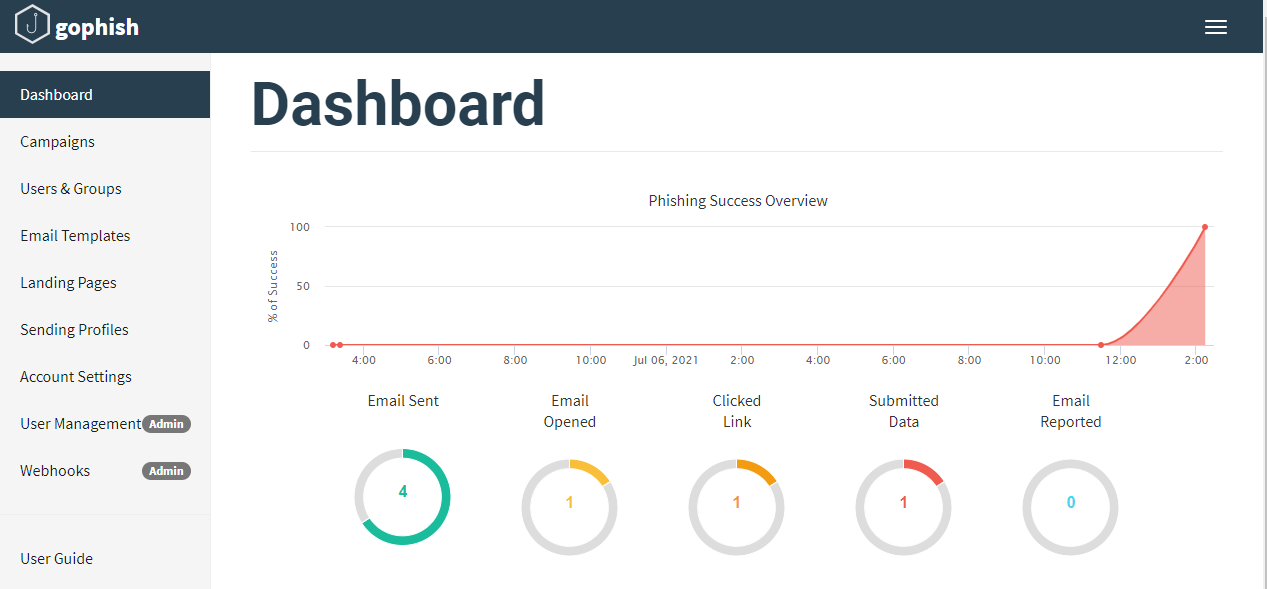 gophish
Dashboard
Campaigns
Users & Groups
Email Templates
Landing Pages
Sending Profiles
Account Settings
User Management Admin
Webhooks Admin
User Guide
Dashboard
Phishing Success Overview
% of Success
100
50
0
4:00 6:00 8:00 10:00 Jul 06, 2021 2:00 4:00 6:00 8:00 10:00 12:00 2:00
Email Sent
4
Email
Opened
1
Clicked
Link
1
Submitted
Data
1
Email
Reported
0